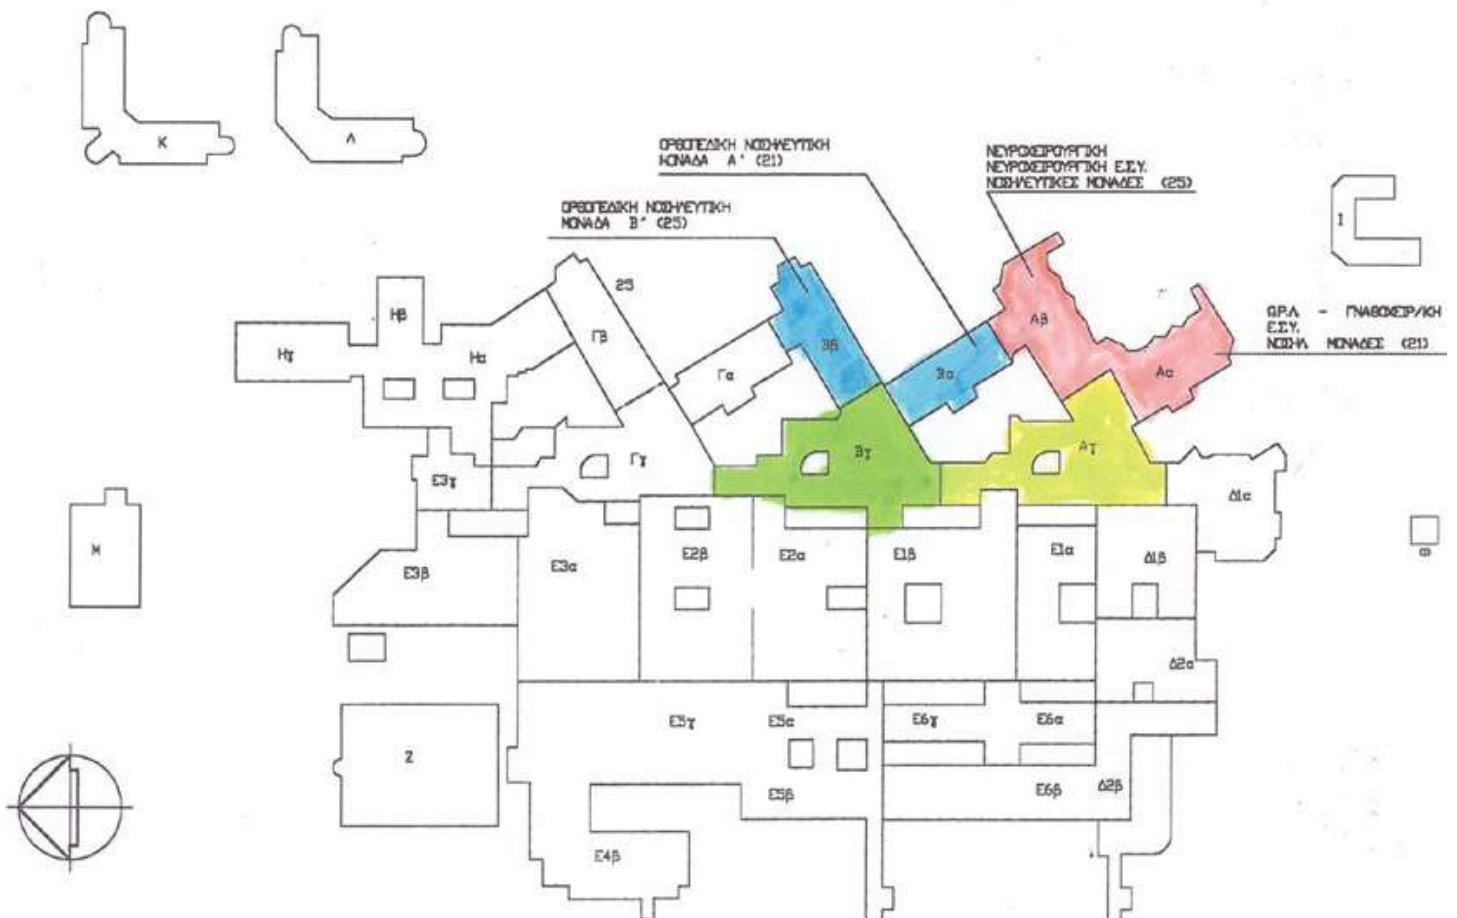 Κ
Λ
ΟΡΘΟΠΕΔΙΚΗ ΝΟΣΗΛΕΥΤΙΚΗ
ΜΟΝΑΔΑ Α' (21)
ΝΕΥΡΟΧΕΙΡΟΥΡΓΙΚΗ
ΝΕΥΡΟΧΕΙΡΟΥΡΓΙΚΗ Ε.Σ.Υ.
ΝΟΣΗΛΕΥΤΙΚΕΣ ΜΟΝΑΔΕΣ (25)
ΟΡΘΟΠΕΔΙΚΗ ΝΟΣΗΛΕΥΤΙΚΗ
ΜΟΝΑΔΑ Β' (25)
Ι
25
Ω.Ρ.Λ - ΓΝΑΘΟΧΕΙΡ/ΚΗ
Ε.Σ.Υ.
ΝΟΣΗΛ ΜΟΝΑΔΕΣ (21)
Ηβ
Ηγ
Ηα
Γβ
Γα
Ββ
Βα
Αβ
Αα
Γγ
Βγ
Αγ
Ε3γ
Δ1α
Μ
Ε3β
Ε3α
Ε2β
Ε2α
Ε1β
Ε1α
Δ1β
Θ
Δ2α
Ζ
Ε5γ
Ε5α
Ε6γ
Ε6α
Ε5β
Ε6β
Δ2β
Ε4β